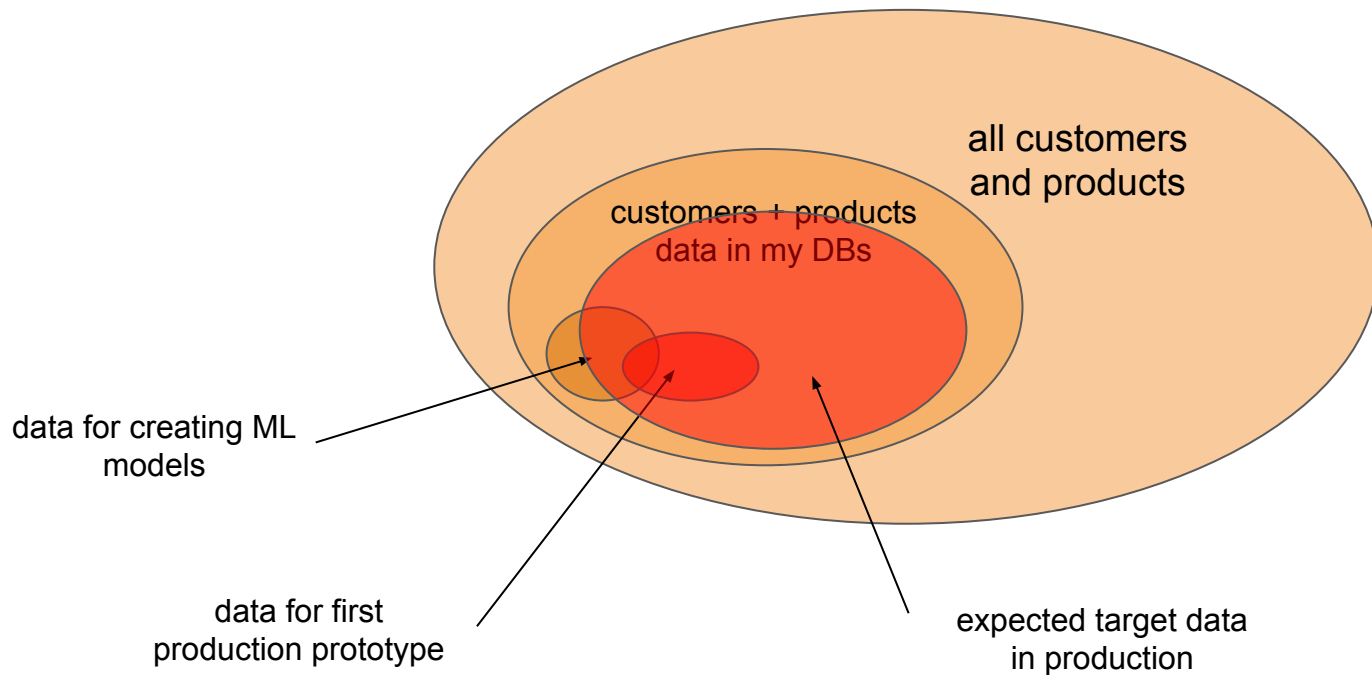 all customers
and products
customers + products
data in my DBs
data for creating ML
models
data for first
production prototype
expected target data
in production